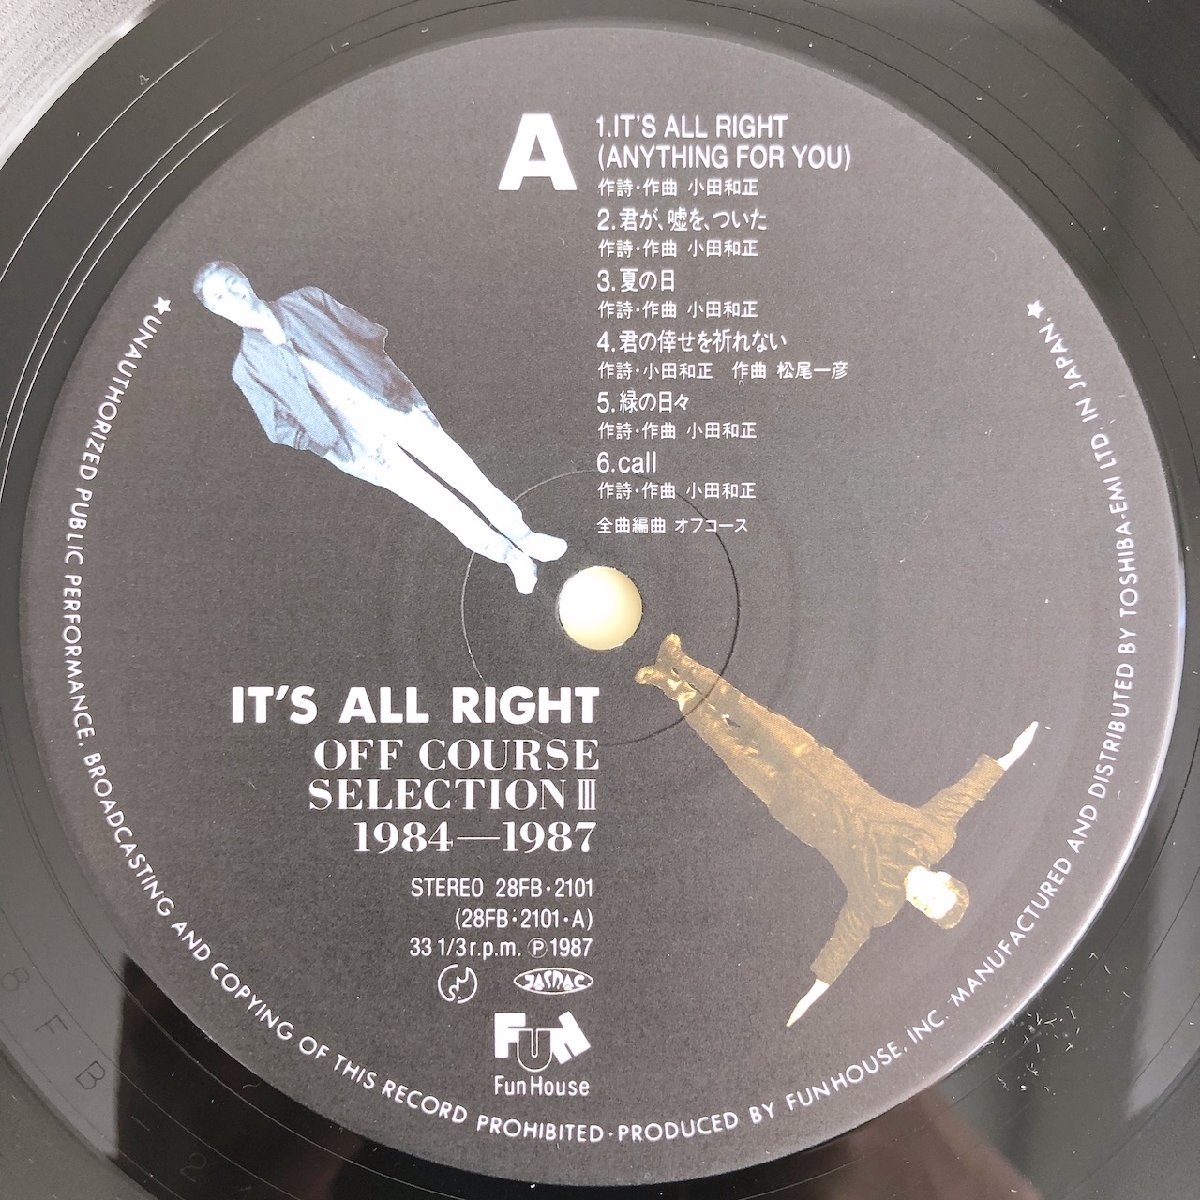 A
1.IT'S ALL RIGHT
(ANYTHING FOR YOU)
作詩・作曲 小田和正
2.君が、嘘を、ついた
作詩・作曲 小田和正
3.夏の日
作詩・作曲 小田和正
4.君の倖せを祈れない
作詩・小田和正 作曲 松尾一彦
5.緑の日々
作詩・作曲 小田和正
6.call
作詩・作曲 小田和正
全曲編曲 オフコース
IT'S ALL RIGHT
OFF COURSE
SELECTION Ⅲ
1984—1987
STEREO 28FB・2101
(28FB・2101・A)
33 1/3 r.p.m. Ⓟ1987
JASRAC
FUN
Fun House
★UNAUTHORIZED PUBLIC PERFORMANCE, BROADCASTING AND COPYING OF THIS RECORD PROHIBITED・PRODUCED BY FUN HOUSE, INC. MANUFACTURED AND DISTRIBUTED BY TOSHIBA・EMI LTD. IN JAPAN.★
8 F B 2